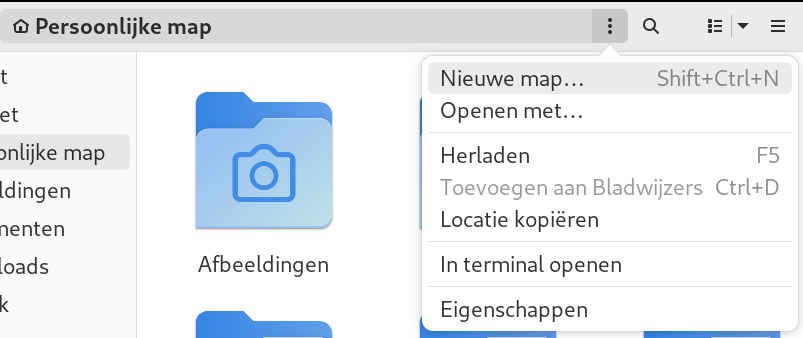 Persoonlijke map
t
et
onlijke map
ldingen
menten
loads
k
Afbeeldingen
Nieuwe map... Shift+Ctrl+N
Openen met...
Herladen F5
Toevoegen aan Bladwijzers Ctrl+D
Locatie kopiëren
In terminal openen
Eigenschappen